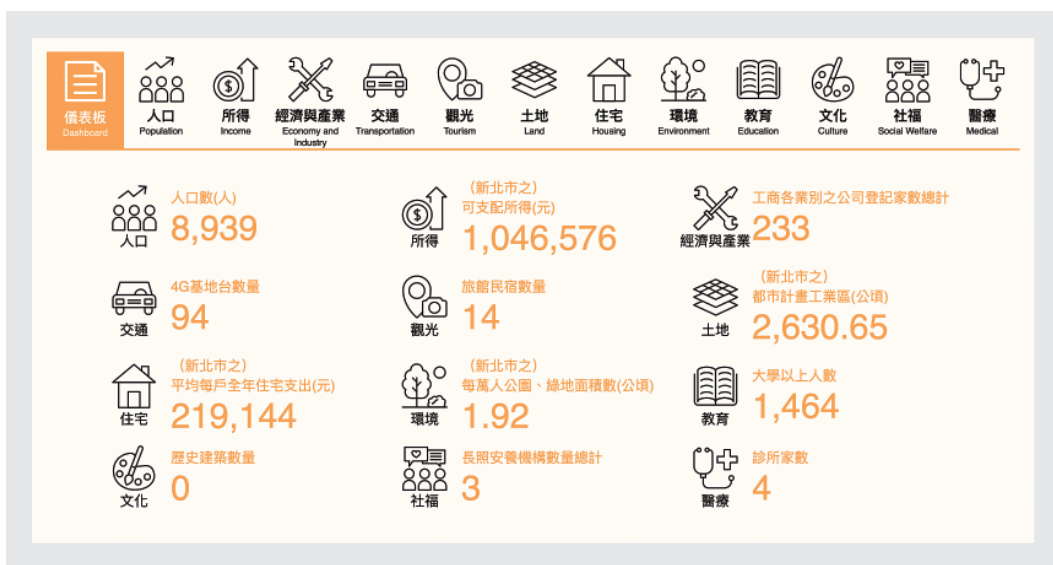 儀表板
Dashboard
人口
Population
所得
Income
經濟與產業
Economy and
Industry
交通
Transportation
觀光
Tourism
土地
Land
住宅
Housing
環境
Environment
教育
Education
文化
Culture
社福
Social Welfare
醫療
Medical
人口
人口數(人)
8,939
所得
（新北市之）
可支配所得(元)
1,046,576
經濟與產業
工商各業別之公司登記家數總計
233
交通
4G基地台數量
94
觀光
旅館民宿數量
14
土地
（新北市之）
都市計畫工業區(公頃)
2,630.65
住宅
（新北市之）
平均每戶全年住宅支出(元)
219,144
環境
（新北市之）
每萬人公園、綠地面積數(公頃)
1.92
教育
大學以上人數
1,464
文化
歷史建築數量
0
社福
長照安養機構數量總計
3
醫療
診所家數
4